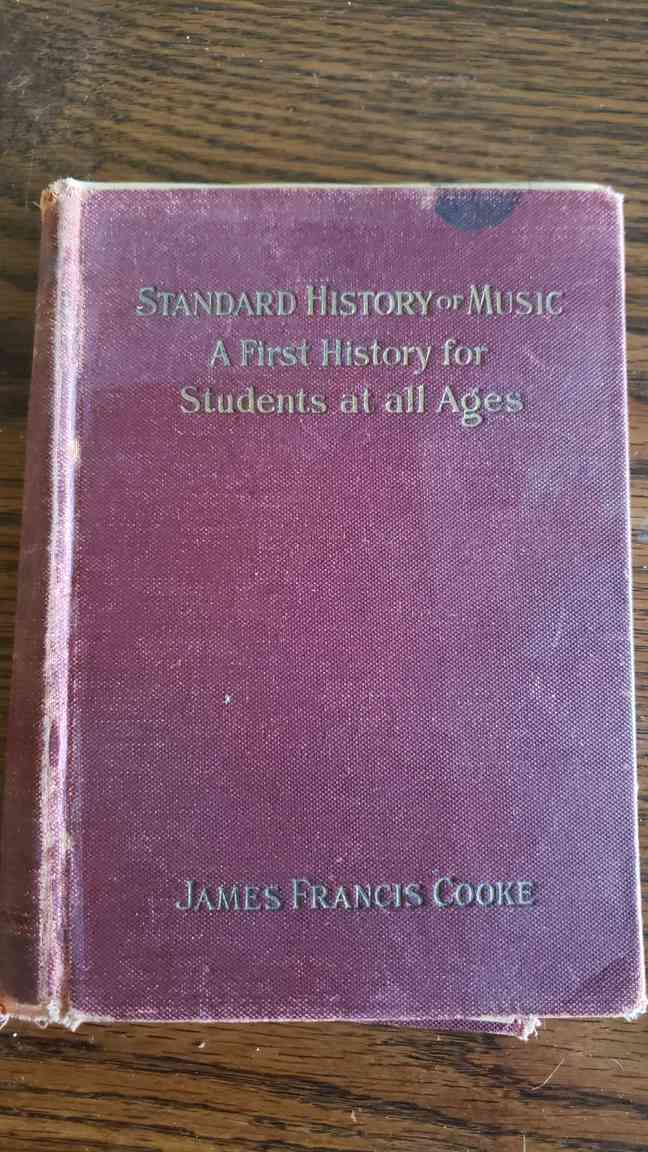 STANDARD HISTORY OF MUSIC
A First History for
Students at all Ages
JAMES FRANCIS COOKE